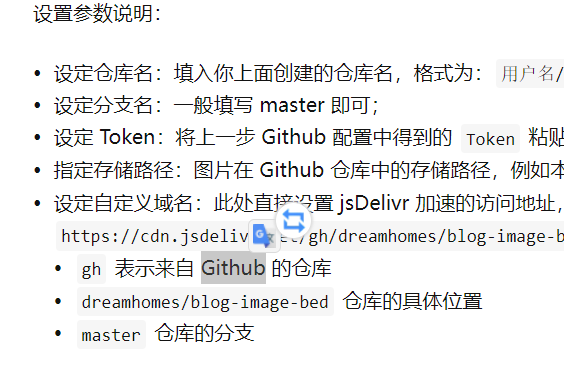 设置参数说明：
设定仓库名：填入你上面创建的仓库名，格式为： 用户名/
设定分支名：一般填写 master 即可；
设定 Token：将上一步 Github 配置中得到的 Token 粘贴
指定存储路径：图片在 Github 仓库中的存储路径，例如本
设定自定义域名：此处直接设置 jsDelivr 加速的访问地址，
https://cdn.jsdeliv et/gh/dreamhomes/blog-image-b
gh 表示来自 Github 的仓库
dreamhomes/blog-image-bed 仓库的具体位置
master 仓库的分支